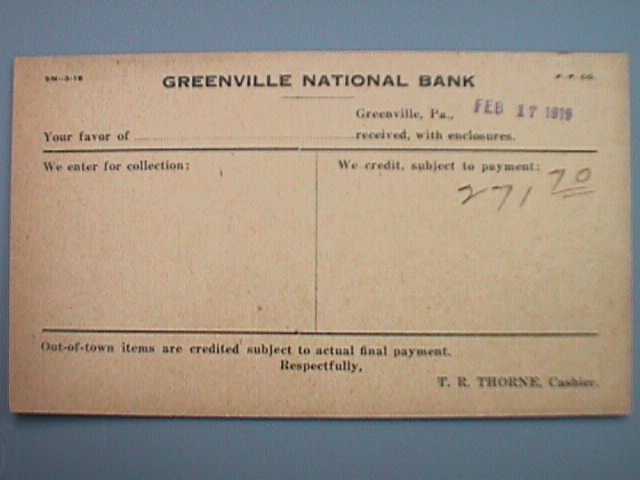 5M--3-18
GREENVILLE NATIONAL BANK
Greenville, Pa., FEB 17 1919
Your favor of received, with enclosures.
We enter for collection:
We credit, subject to payment:
271 70
Out-of-town items are credited subject to actual final payment.
Respectfully,
T. R. THORNE, Cashier.